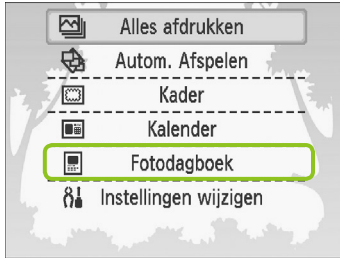 Alles afdrukken
Autom. Afspelen
Kader
Kalender
Fotodagboek
Instellingen wijzigen